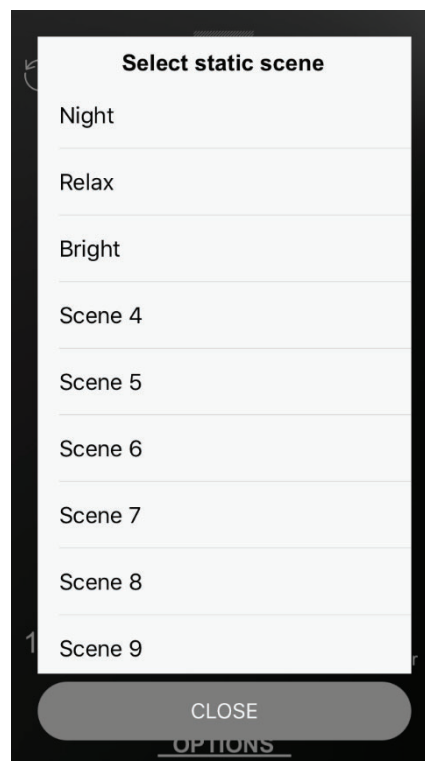 Select static scene
Night
Relax
Bright
Scene 4
Scene 5
Scene 6
Scene 7
Scene 8
Scene 9
1
r
CLOSE
OPTIONS